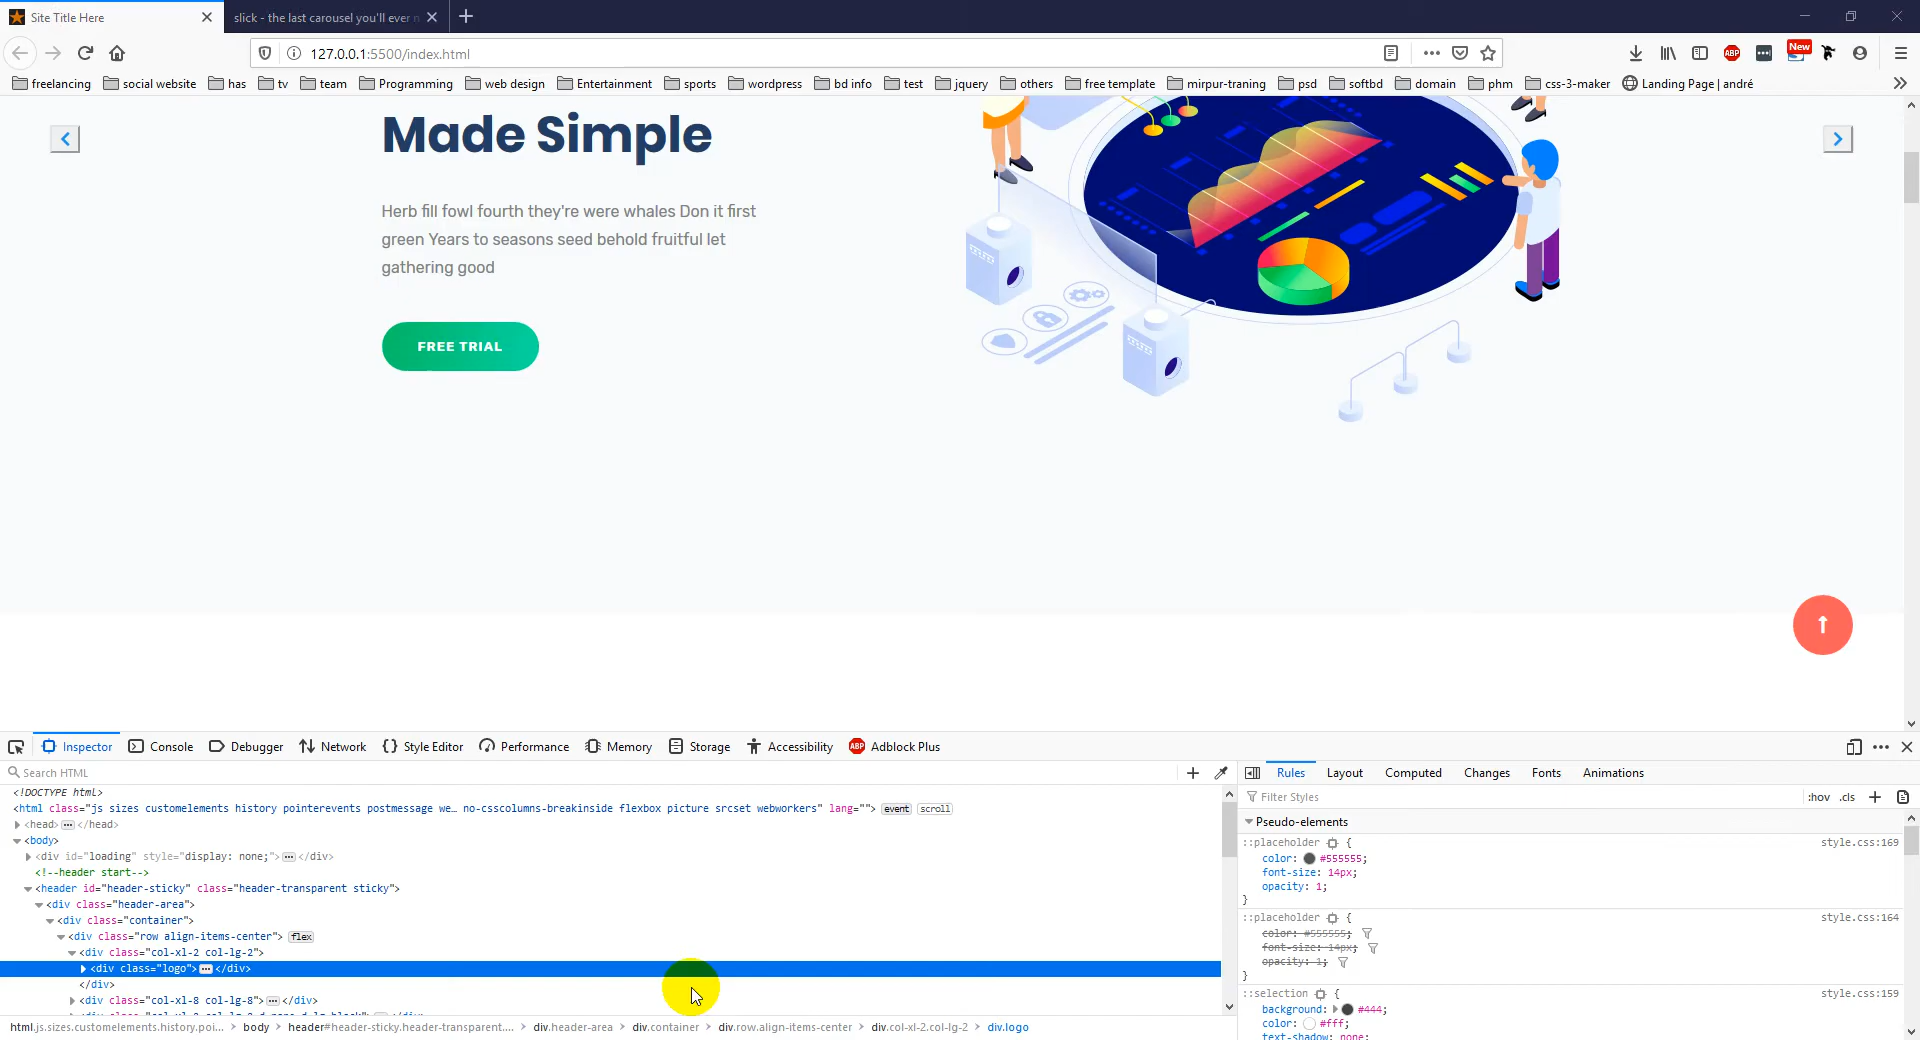 Site Title Here
slick - the last carousel you'll ever n
127.0.0.1:5500/index.html
New
ABP
freelancing social website has tv team Programming web design Entertainment sports wordpress bd info test jquery others free template mirpur-traning psd softbd domain phm css-3-maker Landing Page | andré
Made Simple
Herb fill fowl fourth they're were whales Don it first
green Years to seasons seed behold fruitful let
gathering good
FREE TRIAL
Inspector Console Debugger Network Style Editor Performance Memory Storage Accessibility ABP Adblock Plus
Search HTML
<!DOCTYPE html>
<html class="js sizes customelements history pointerevents postmessage we… no-csscolumns-breakinside flexbox picture srcset webworkers" lang=""> event scroll
<head> ••• </head>
<body>
<div id="loading" style="display: none;"> ••• </div>
<!--header start-->
<header id="header-sticky" class="header-transparent sticky">
<div class="header-area">
<div class="container">
<div class="row align-items-center"> flex
<div class="col-xl-2 col-lg-2">
<div class="logo"> ••• </div>
</div>
<div class="col-xl-8 col-lg-8"> ••• </div>
html.js.sizes.customelements.history.poi... > body > header#header-sticky.header-transparent.... > div.header-area > div.container > div.row.align-items-center > div.col-xl-2.col-lg-2 > div.logo
Rules Layout Computed Changes Fonts Animations
Filter Styles :hov .cls
Pseudo-elements
::placeholder { style.css:169
color: #555555;
font-size: 14px;
opacity: 1;
}
::placeholder { style.css:164
color: #555555;
font-size: 14px;
opacity: 1;
}
::selection { style.css:159
background: #444;
color: #fff;
text-shadow: none;